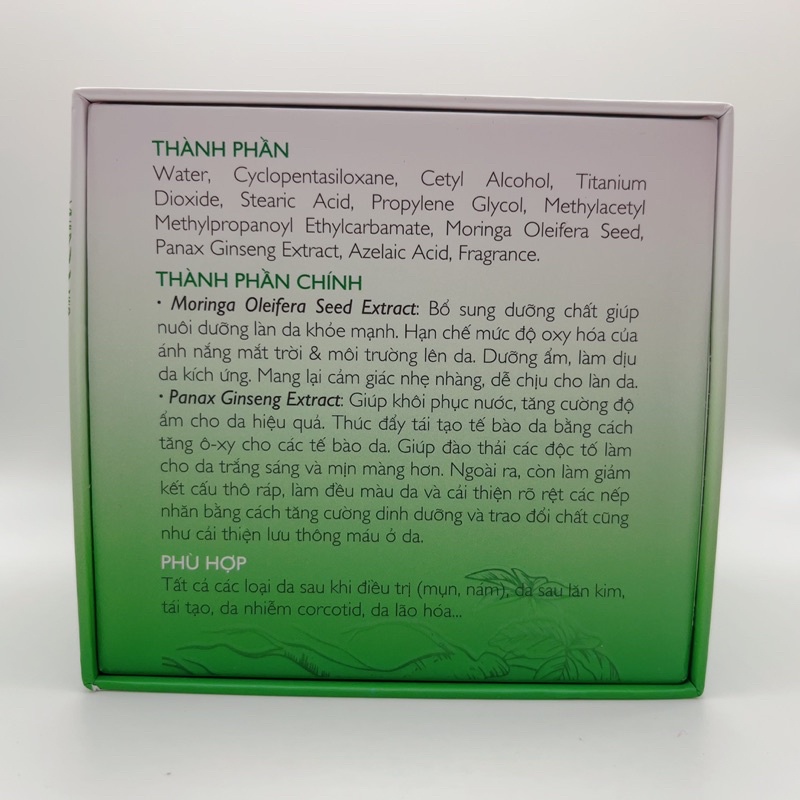 THÀNH PHẦN
Water, Cyclopentasiloxane, Cetyl Alcohol, Titanium
Dioxide, Stearic Acid, Propylene Glycol, Methylacetyl
Methylpropanoyl Ethylcarbamate, Moringa Oleifera Seed,
Panax Ginseng Extract, Azelaic Acid, Fragrance.
THÀNH PHẦN CHÍNH
• Moringa Oleifera Seed Extract: Bổ sung dưỡng chất giúp
nuôi dưỡng làn da khỏe mạnh. Hạn chế mức độ oxy hóa của
ánh nắng mắt trời & môi trường lên da. Dưỡng ẩm, làm dịu
da kích ứng. Mang lại cảm giác nhẹ nhàng, dễ chịu cho làn da.
• Panax Ginseng Extract: Giúp khôi phục nước, tăng cường độ
ẩm cho da hiệu quả. Thúc đẩy tái tạo tế bào da bằng cách
tăng ô-xy cho các tế bào da. Giúp đào thải các độc tố làm
cho da trắng sáng và mịn màng hơn. Ngoài ra, còn làm giảm
kết cấu thô ráp, làm đều màu da và cải thiện rõ rệt các nếp
nhăn bằng cách tăng cường dinh dưỡng và trao đổi chất cũng
như cải thiện lưu thông máu ở da.
PHÙ HỢP
Tất cả các loại da sau khi điều trị (mụn, nám), da sau lăn kim,
tái tạo, da nhiễm corcotid, da lão hóa...